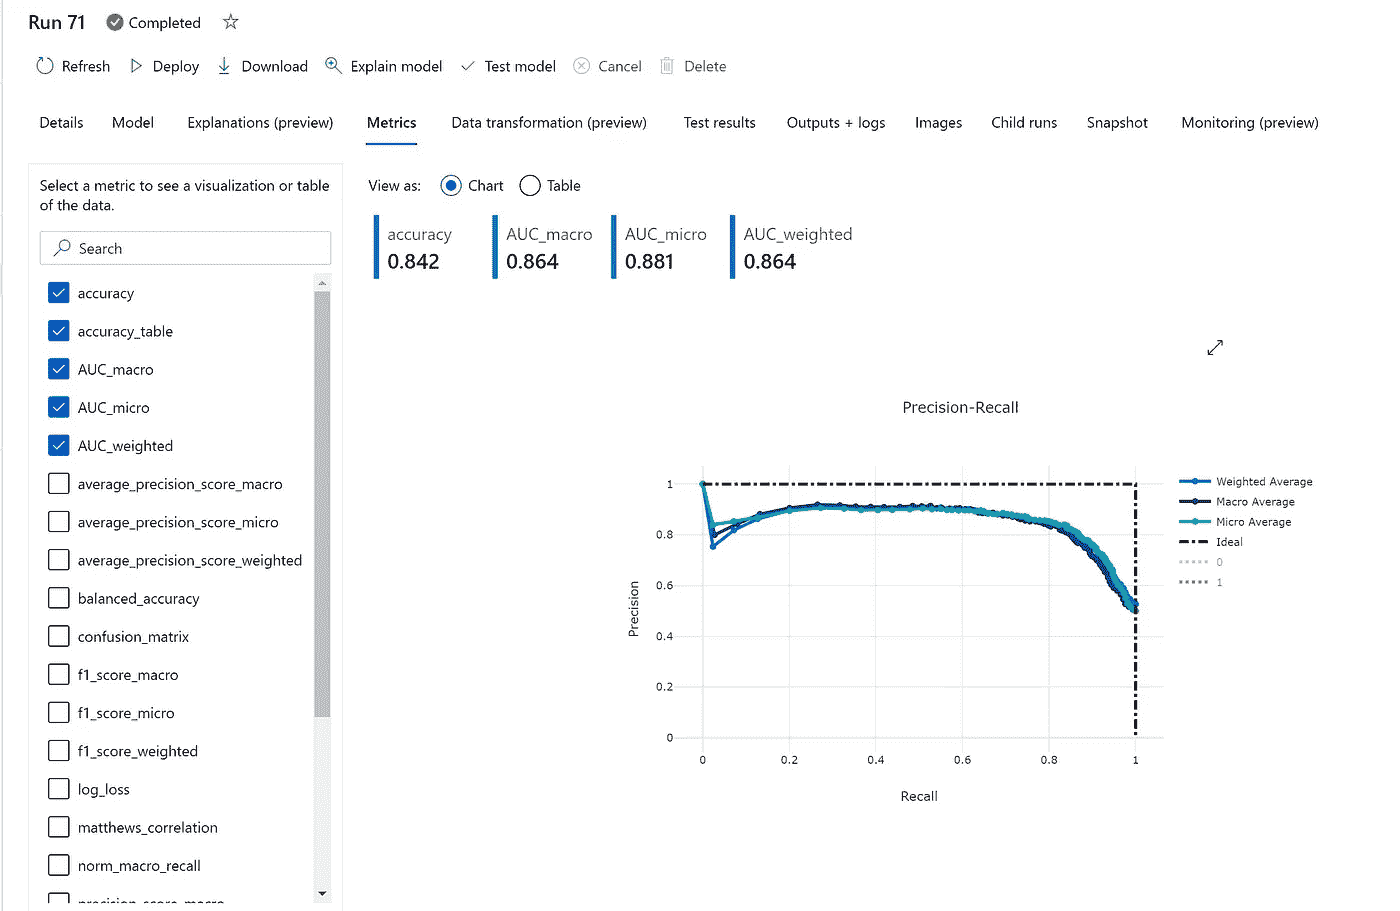 Run 71
Completed
Refresh
Deploy
Download
Explain model
Test model
Cancel
Delete
Details
Model
Explanations (preview)
Metrics
Data transformation (preview)
Test results
Outputs + logs
Images
Child runs
Snapshot
Monitoring (preview)
Select a metric to see a visualization or table
of the data.
Search
accuracy
accuracy_table
AUC_macro
AUC_micro
AUC_weighted
average_precision_score_macro
average_precision_score_micro
average_precision_score_weighted
balanced_accuracy
confusion_matrix
f1_score_macro
f1_score_micro
f1_score_weighted
log_loss
matthews_correlation
norm_macro_recall
precision_score_macro
View as:
Chart
Table
accuracy
0.842
AUC_macro
0.864
AUC_micro
0.881
AUC_weighted
0.864
Precision-Recall
1
0.8
0.6
0.4
0.2
0
Precision
0
0.2
0.4
0.6
0.8
1
Recall
Weighted Average
Macro Average
Micro Average
Ideal
0
1